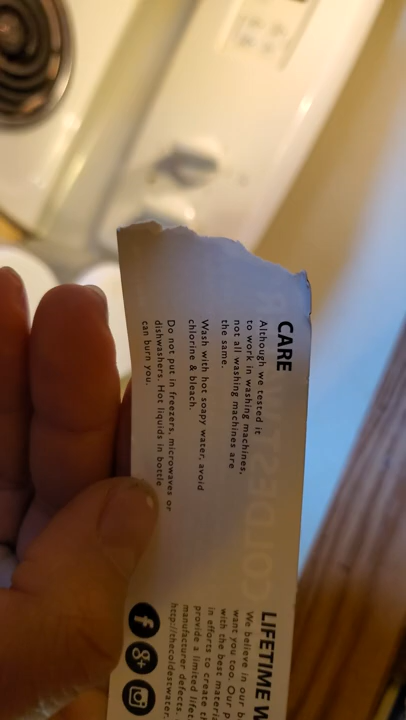 CARE
Although we tested it
to work in washing machines,
not all washing machines are
the same.
Wash with hot soapy water, avoid
chlorine & bleach.
Do not put in freezers, microwaves or
dishwashers. Hot liquids in bottle
can burn you.
LIFETIME W
We believe in our b
want you too. Our p
with the best materi
in efforts to create th
provide a limited lifet
manufacturer defects.
http://thecoldestwater.
f
g+